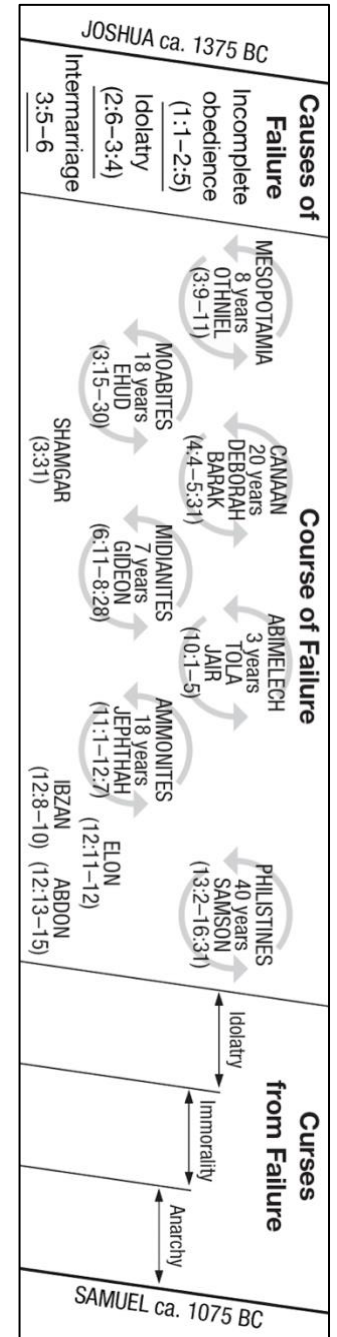 JOSHUA ca. 1375 BC
Causes of
Failure
Incomplete
obedience
(1:1–2:5)
Idolatry
(2:6–3:4)
Intermarriage
3:5–6
Course of Failure
MESOPOTAMIA
8 years
OTHNIEL
(3:9–11)
MOABITES
18 years
EHUD
(3:15–30)
SHAMGAR
(3:31)
CANAAN
20 years
DEBORAH
BARAK
(4:4–5:31)
MIDIANITES
7 years
GIDEON
(6:11–8:28)
ABIMELECH
3 years
TOLA
JAIR
(10:1–5)
AMMONITES
18 years
JEPHTHAH
(11:1–12:7)
IBZAN
(12:8–10)
ELON
(12:11–12)
ABDON
(12:13–15)
PHILISTINES
40 years
SAMSON
(13:2–16:31)
Curses
from Failure
Idolatry
Immorality
Anarchy
SAMUEL ca. 1075 BC